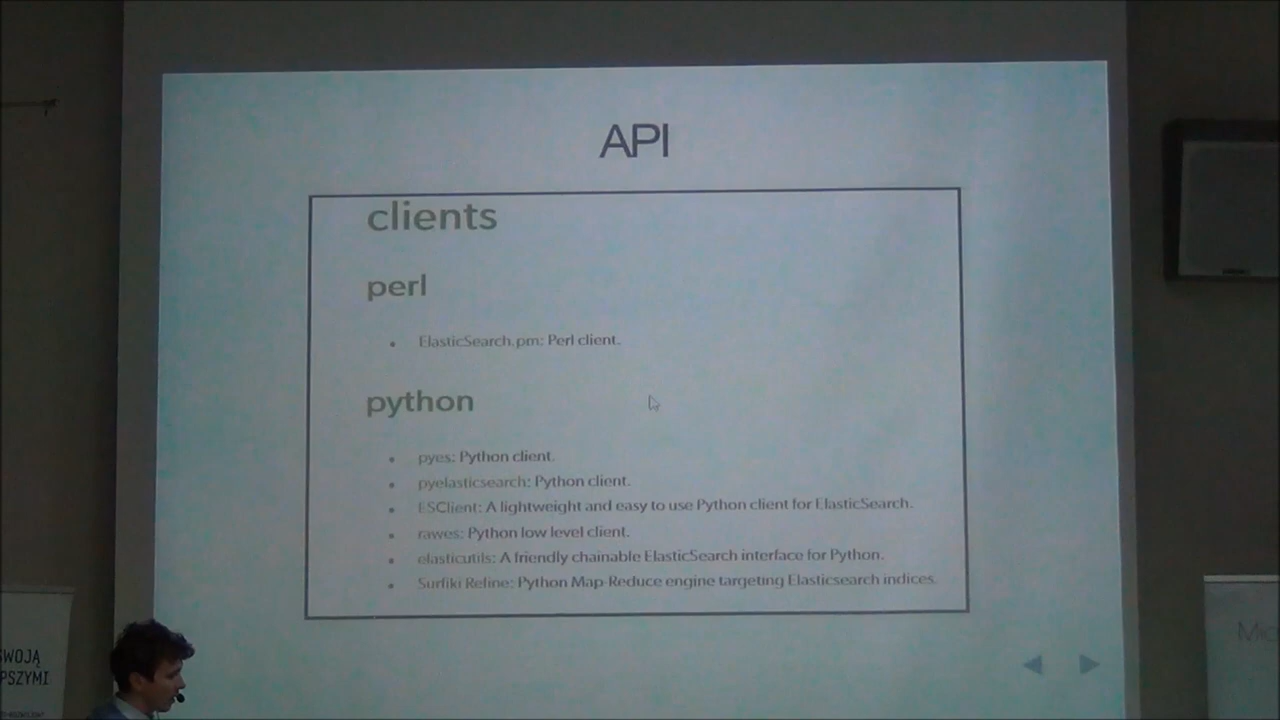 API
clients
perl
• ElasticSearch.pm: Perl client.
python
• pyes: Python client.
• pyelasticsearch: Python client.
• ESClient: A lightweight and easy to use Python client for ElasticSearch.
• rawes: Python low level client.
• elasticutils: A friendly chainable ElasticSearch interface for Python.
• Surfiki Refine: Python Map-Reduce engine targeting Elasticsearch indices.
SWOJĄ
PSZYMI
Mic